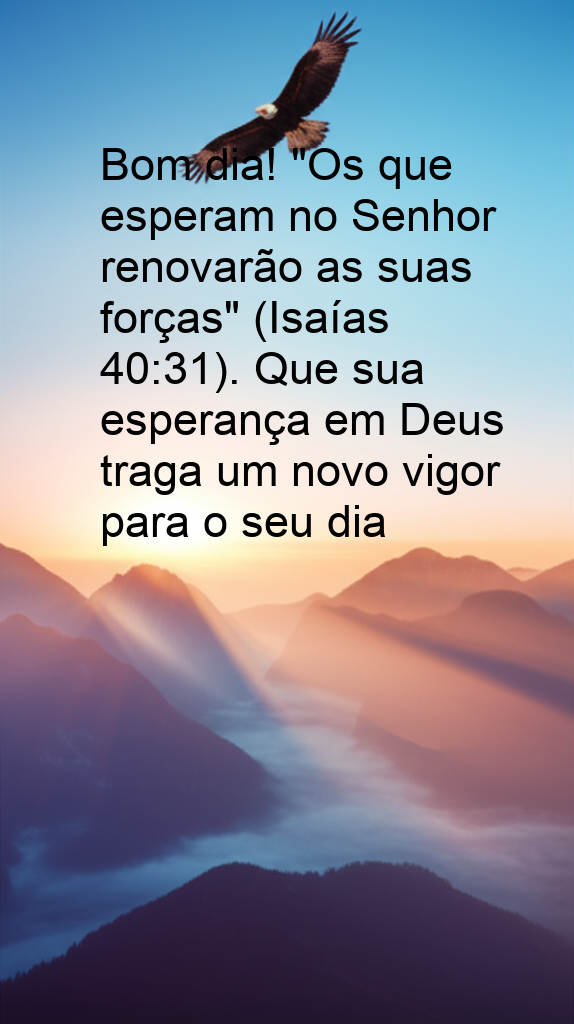 Bom dia! "Os que
esperam no Senhor
renovarão as suas
forças" (Isaías
40:31). Que sua
esperança em Deus
traga um novo vigor
para o seu dia